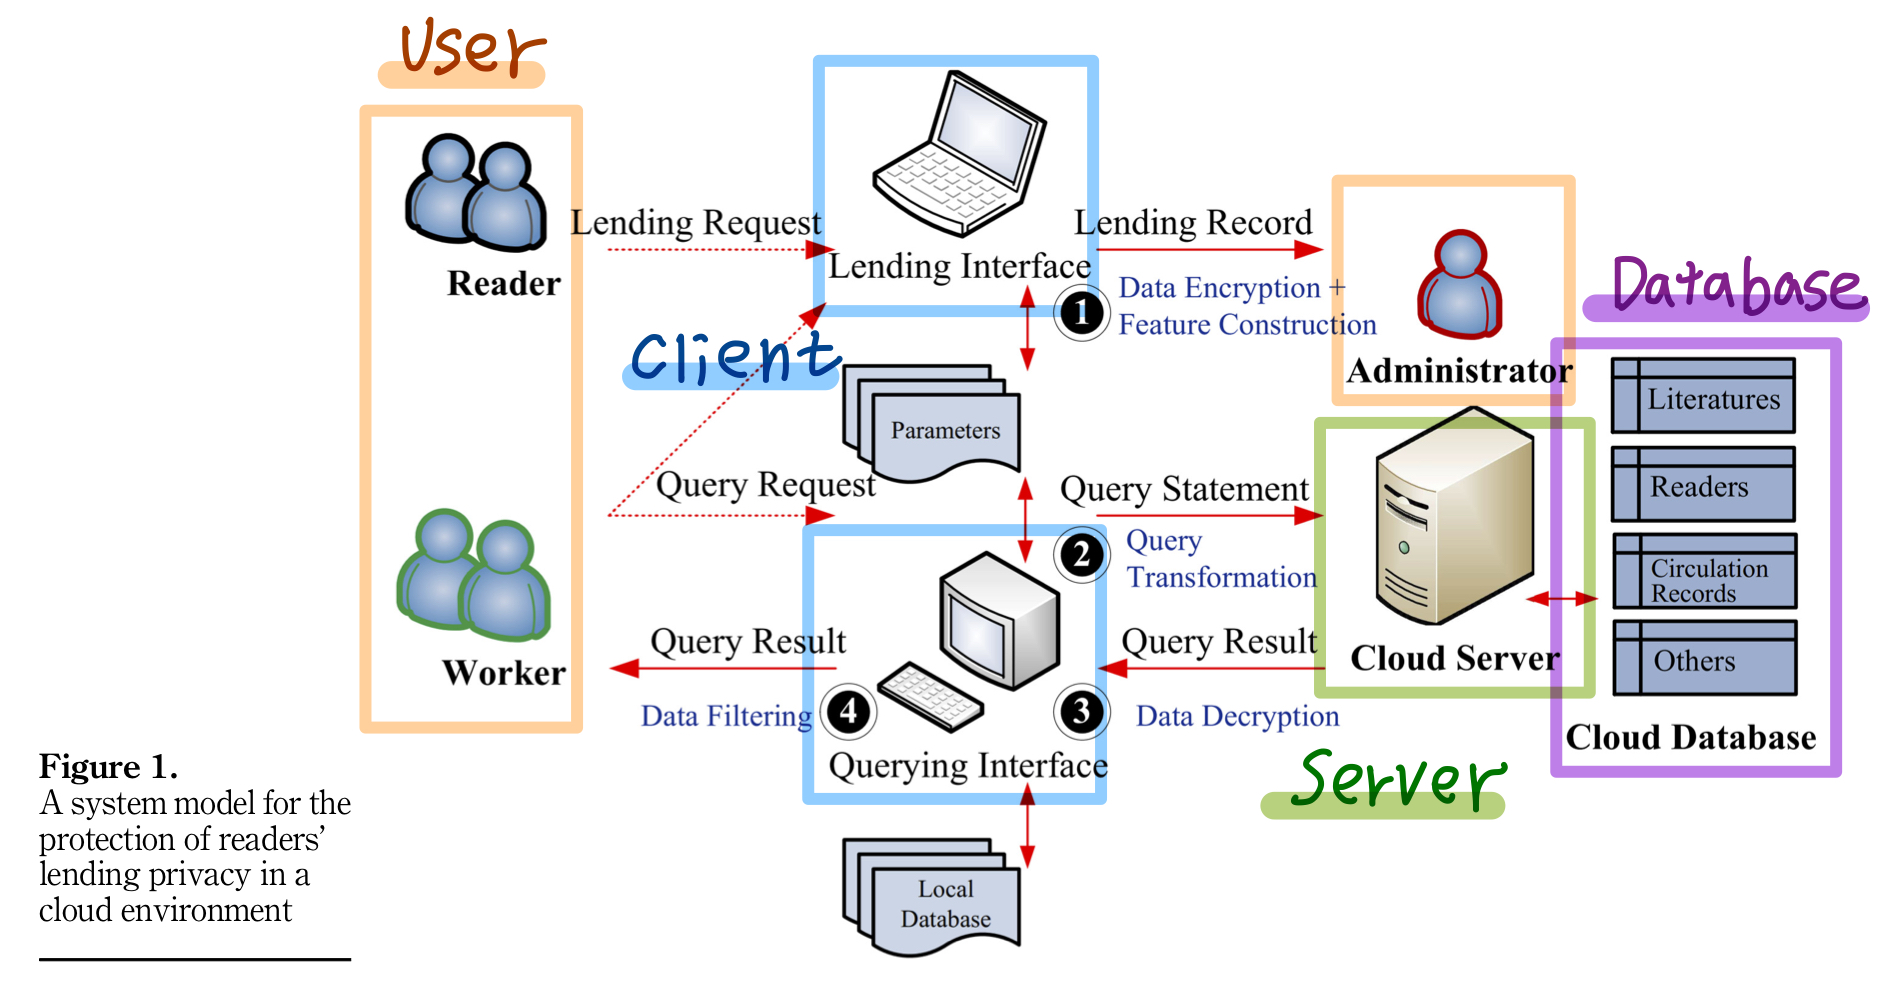 User
Reader
Lending Request
Lending Interface
Lending Record
1
Data Encryption +
Feature Construction
Administrator
Database
Client
Parameters
Literatures
Readers
Circulation
Records
Others
Cloud Database
Query Request
Query Statement
2
Query
Transformation
Worker
Query Result
Query Result
Cloud Server
Data Filtering
4
3
Data Decryption
Querying Interface
Server
Local
Database
Figure 1.
A system model for the
protection of readers’
lending privacy in a
cloud environment